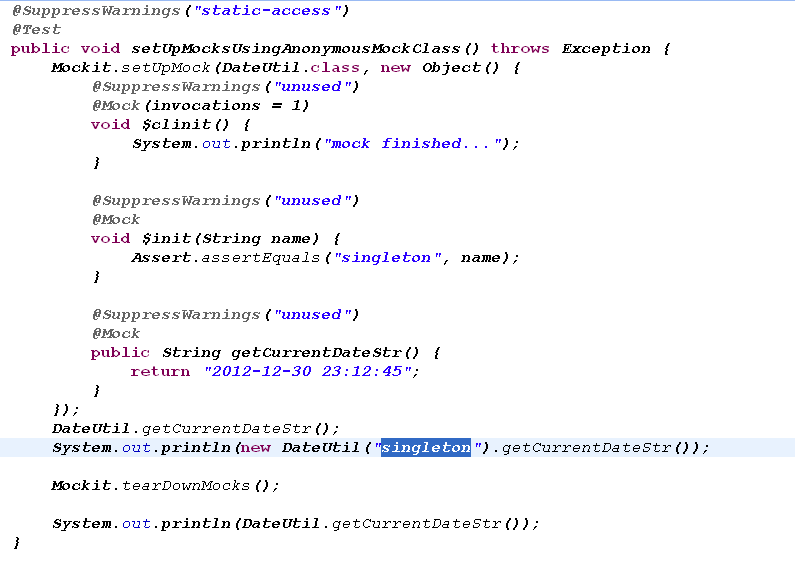 @SuppressWarnings("static-access")
@Test
public void setUpMocksUsingAnonymousMockClass() throws Exception {
    Mockit.setUpMock(DateUtil.class, new Object() {
        @SuppressWarnings("unused")
        @Mock(invocations = 1)
        void $clinit() {
            System.out.println("mock finished...");
        }

        @SuppressWarnings("unused")
        @Mock
        void $init(String name) {
            Assert.assertEquals("singleton", name);
        }

        @SuppressWarnings("unused")
        @Mock
        public String getCurrentDateStr() {
            return "2012-12-30 23:12:45";
        }
    });
    DateUtil.getCurrentDateStr();
    System.out.println(new DateUtil("singleton").getCurrentDateStr());

    Mockit.tearDownMocks();

    System.out.println(DateUtil.getCurrentDateStr());
}